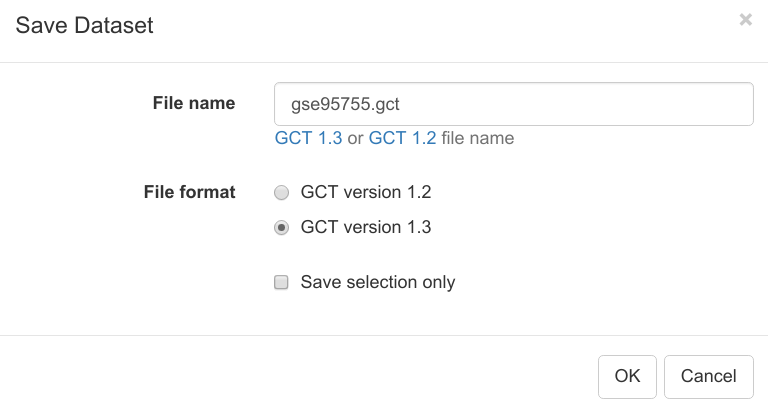 Save Dataset ×
File name gse95755.gct
GCT 1.3 or GCT 1.2 file name
File format GCT version 1.2
GCT version 1.3
Save selection only
OK Cancel